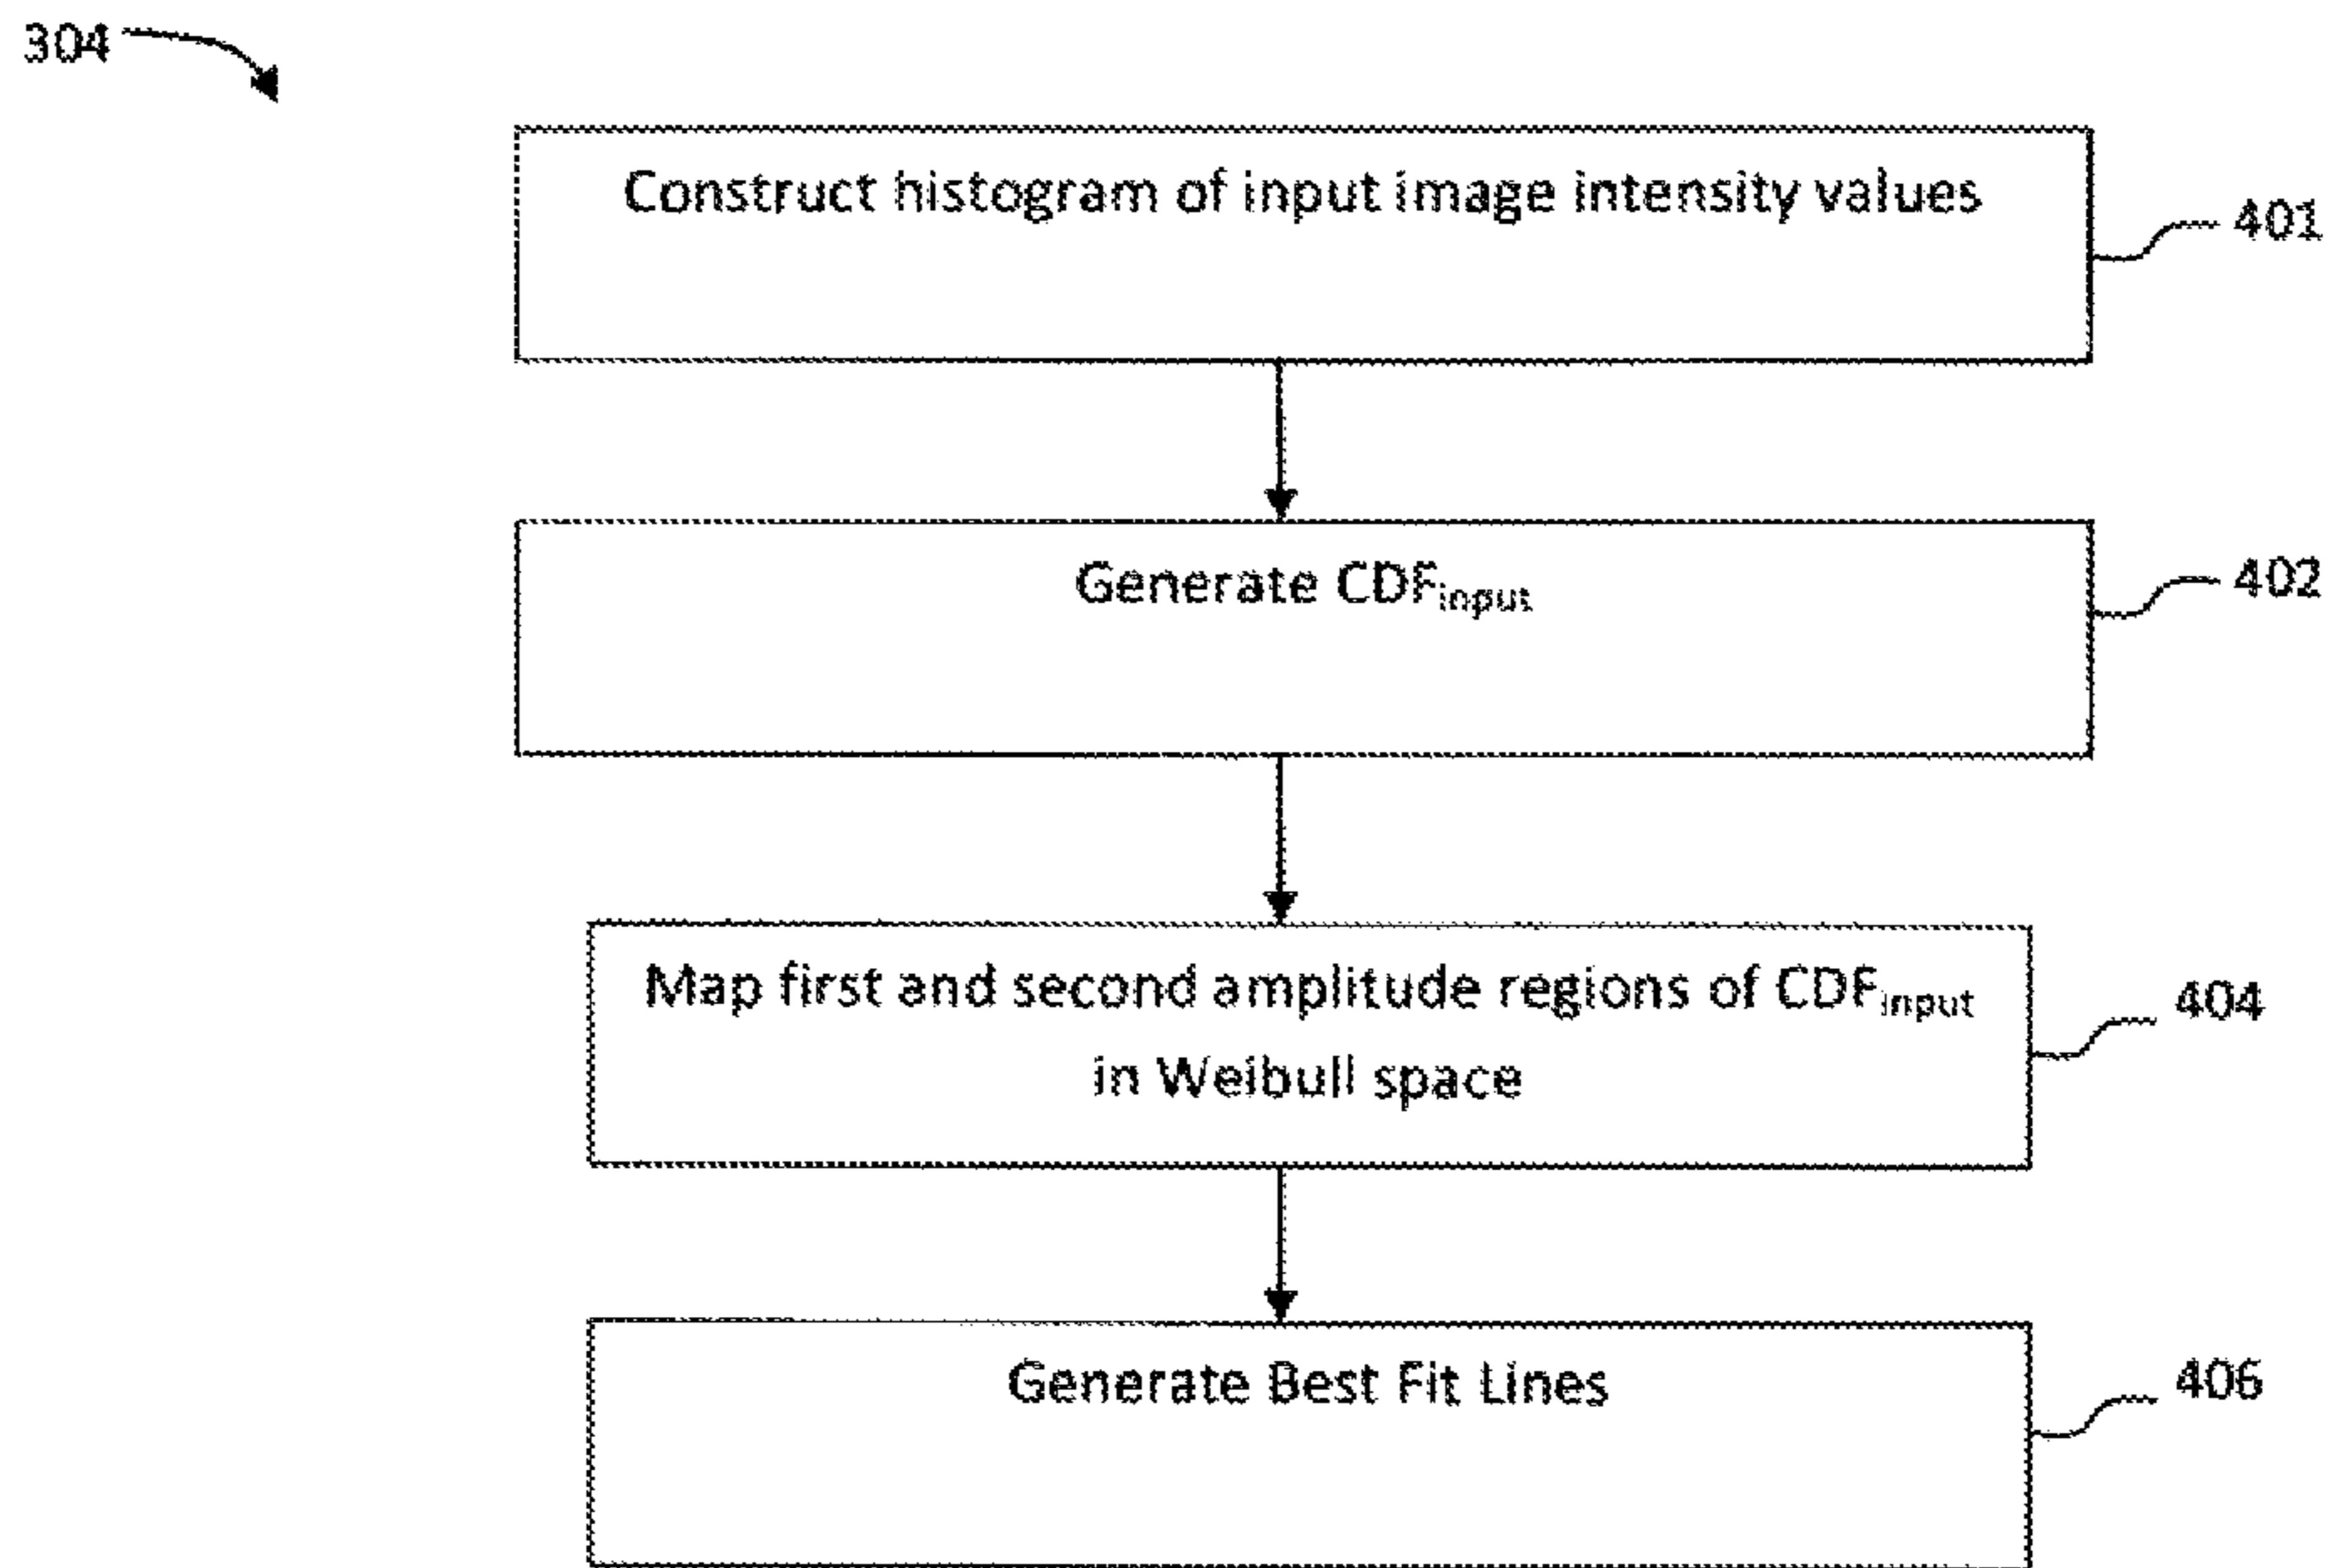 304
Construct histogram of input image intensity values
401
Generate CDFinput
402
Map first and second amplitude regions of CDFinput
in Weibull space
404
Generate Best Fit Lines
406